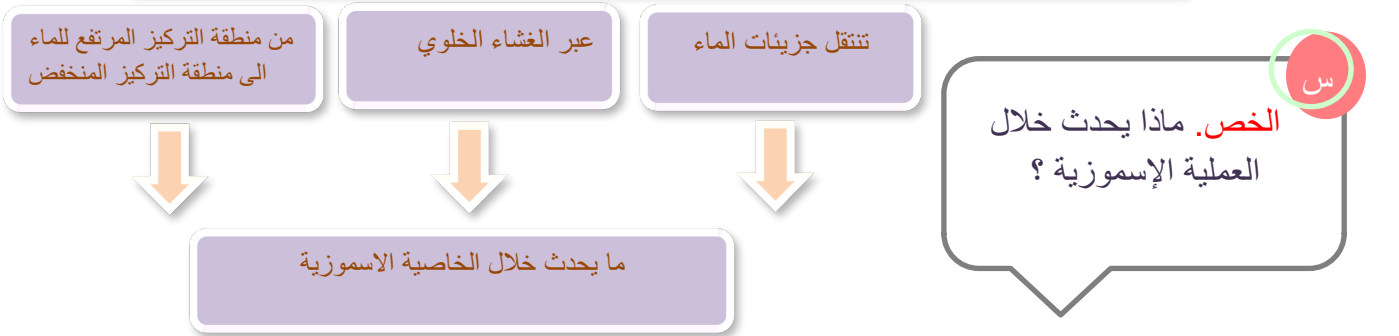 س
الخص. ماذا يحدث خلال
العملية الإسموزية ؟
تنتقل جزيئات الماء
عبر الغشاء الخلوي
من منطقة التركيز المرتفع للماء
الى منطقة التركيز المنخفض
ما يحدث خلال الخاصية الاسموزية